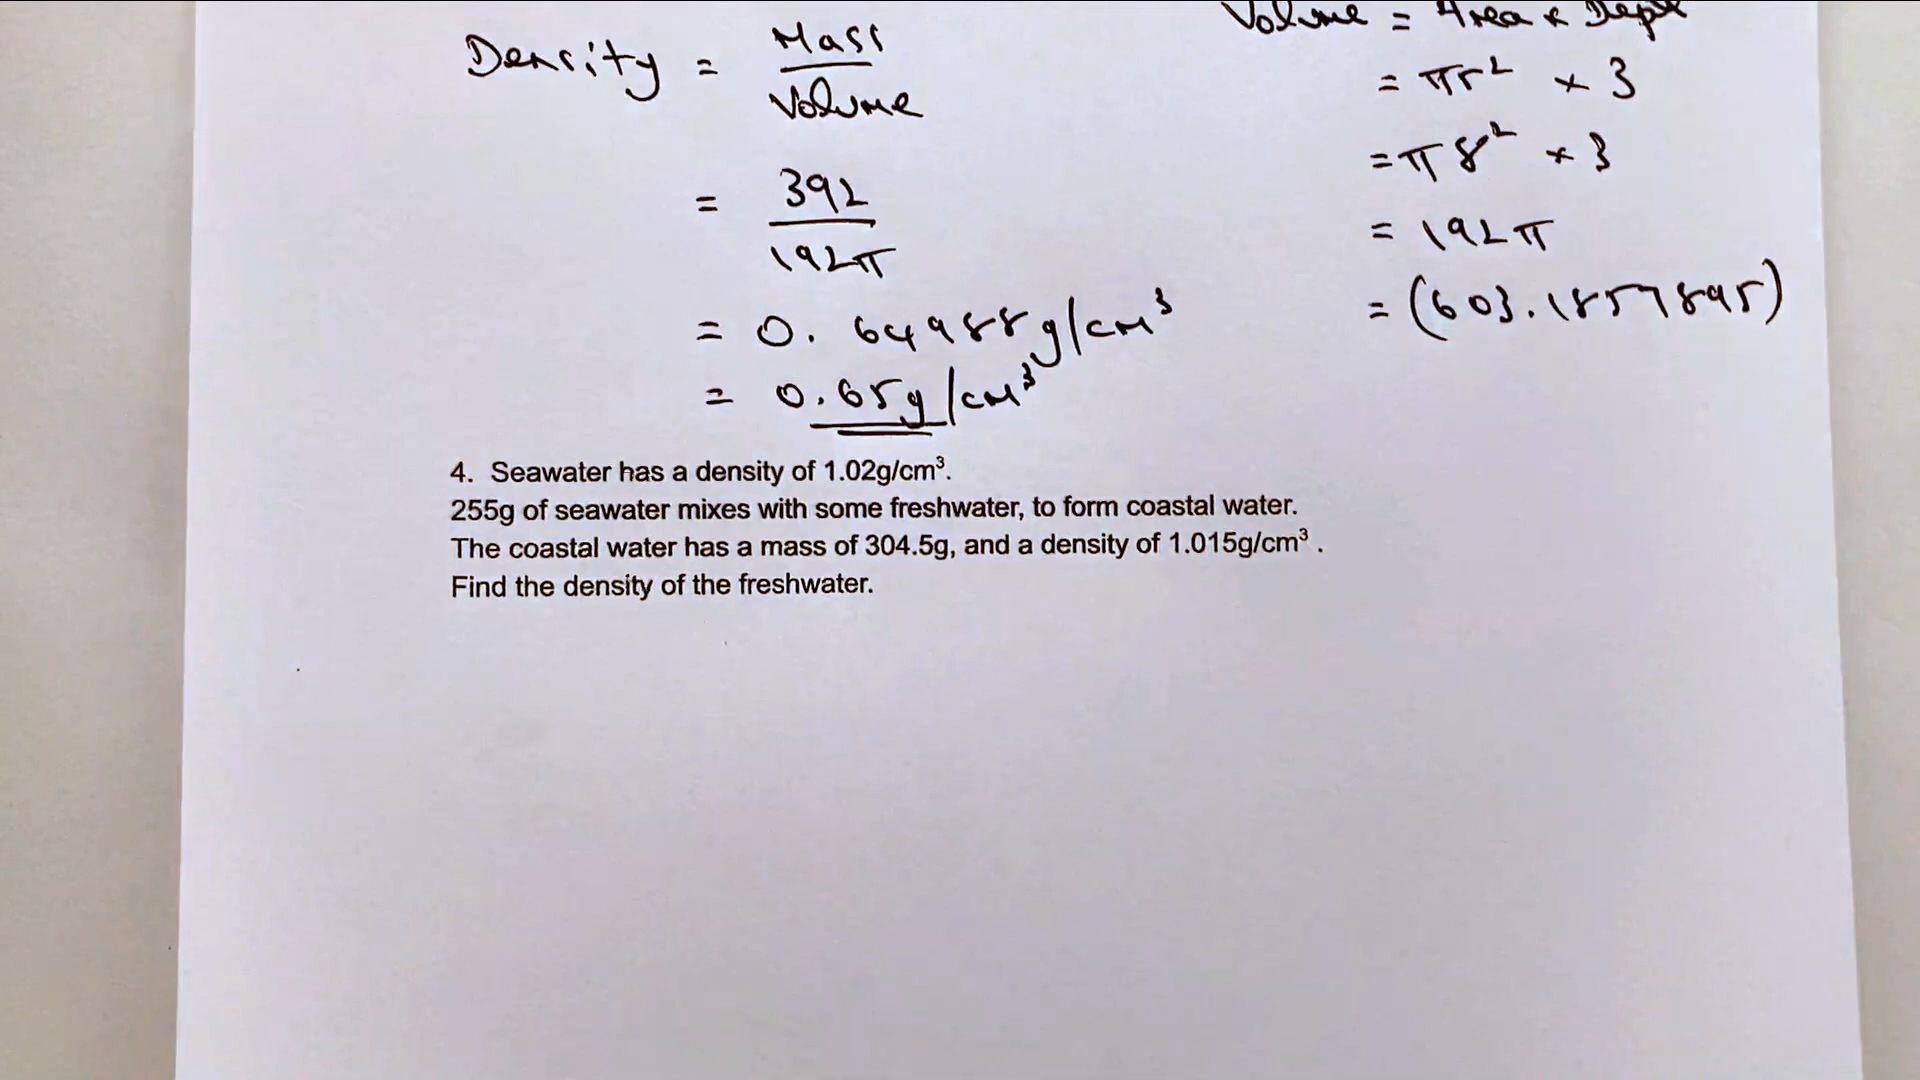 Density = Mass / Volume
= 392 / 192π
= 0.64988g/cm³
= 0.65g/cm³
Volume = Area × Dept
= πr² × 3
= π8² × 3
= 192π
= (603.1857895)
4. Seawater has a density of 1.02g/cm³.
255g of seawater mixes with some freshwater, to form coastal water.
The coastal water has a mass of 304.5g, and a density of 1.015g/cm³ .
Find the density of the freshwater.